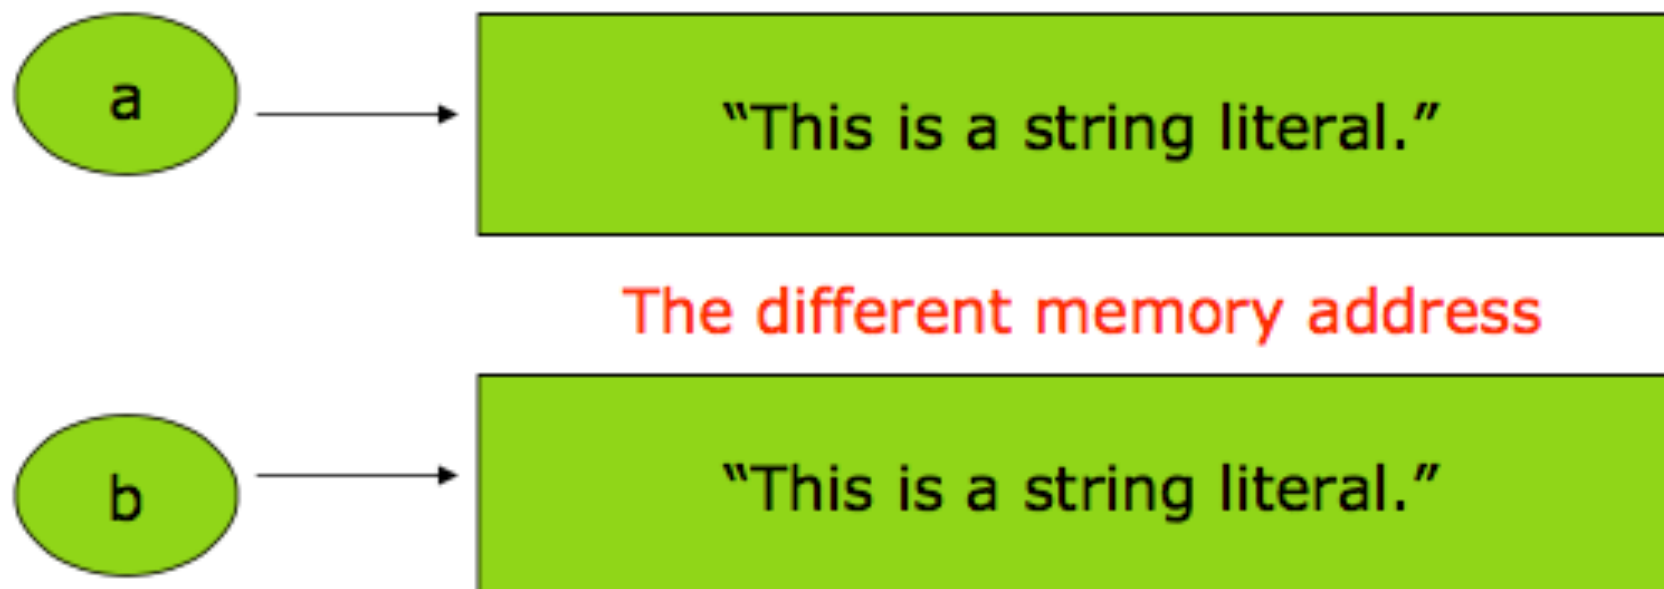 a
“This is a string literal.”
The different memory address
b
“This is a string literal.”